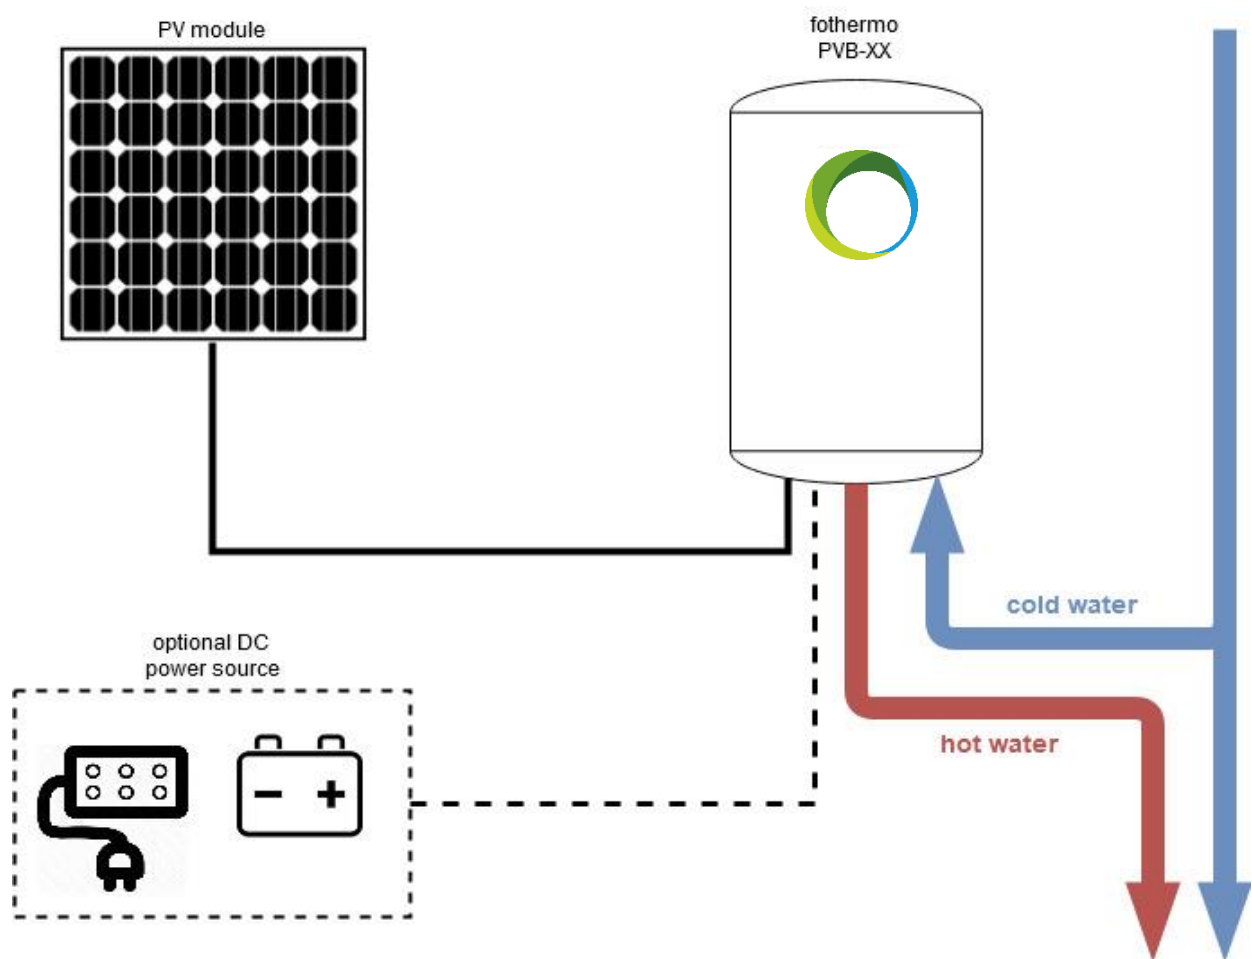 PV module
fothermo
PVB-XX
cold water
optional DC
power source
hot water